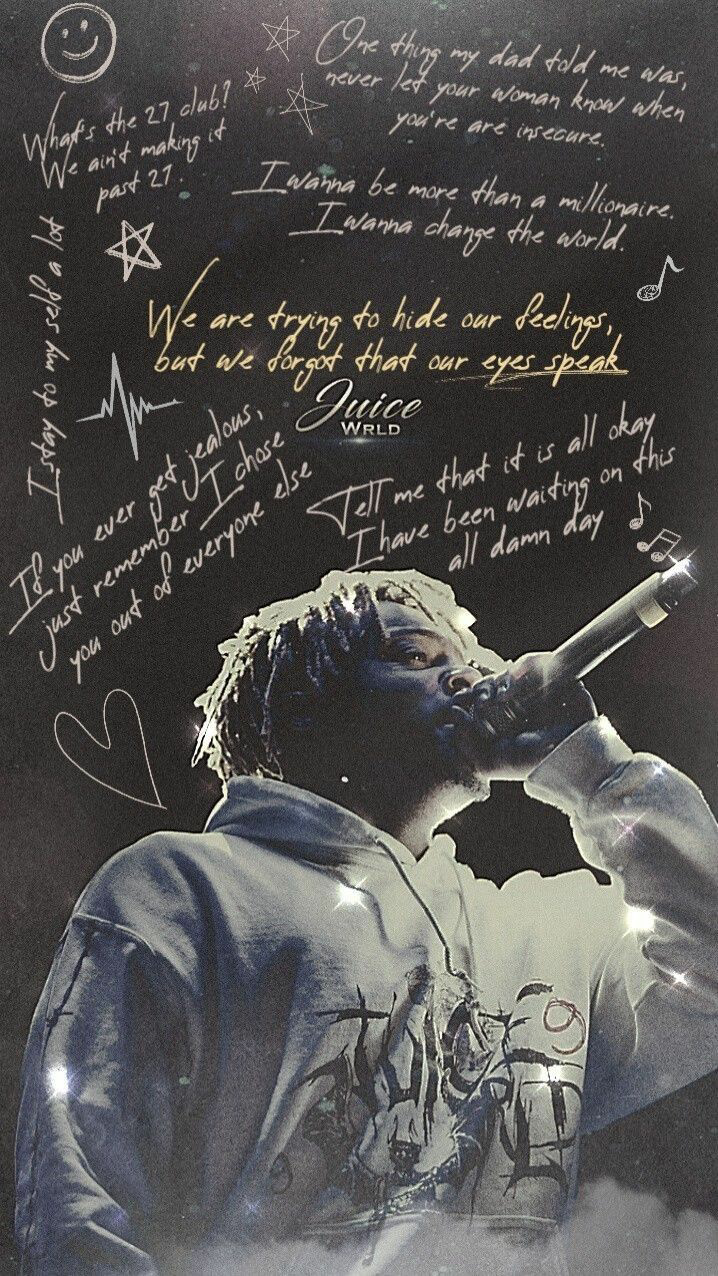 One thing my dad told me was,
never let your woman know when
you're are insecure.
What's the 27 club?
We ain't making it
past 21.
I wanna be more than a millionaire.
I wanna change the world.
I stay to my self a lot
We are trying to hide our feelings,
but we forgot that our eyes speak
Juice
WRLD
If you ever get jealous,
just remember I chose
you out of everyone else
Tell me that it is all okay
I have been waiting on this
all damn day
JUICE
WRLD
9